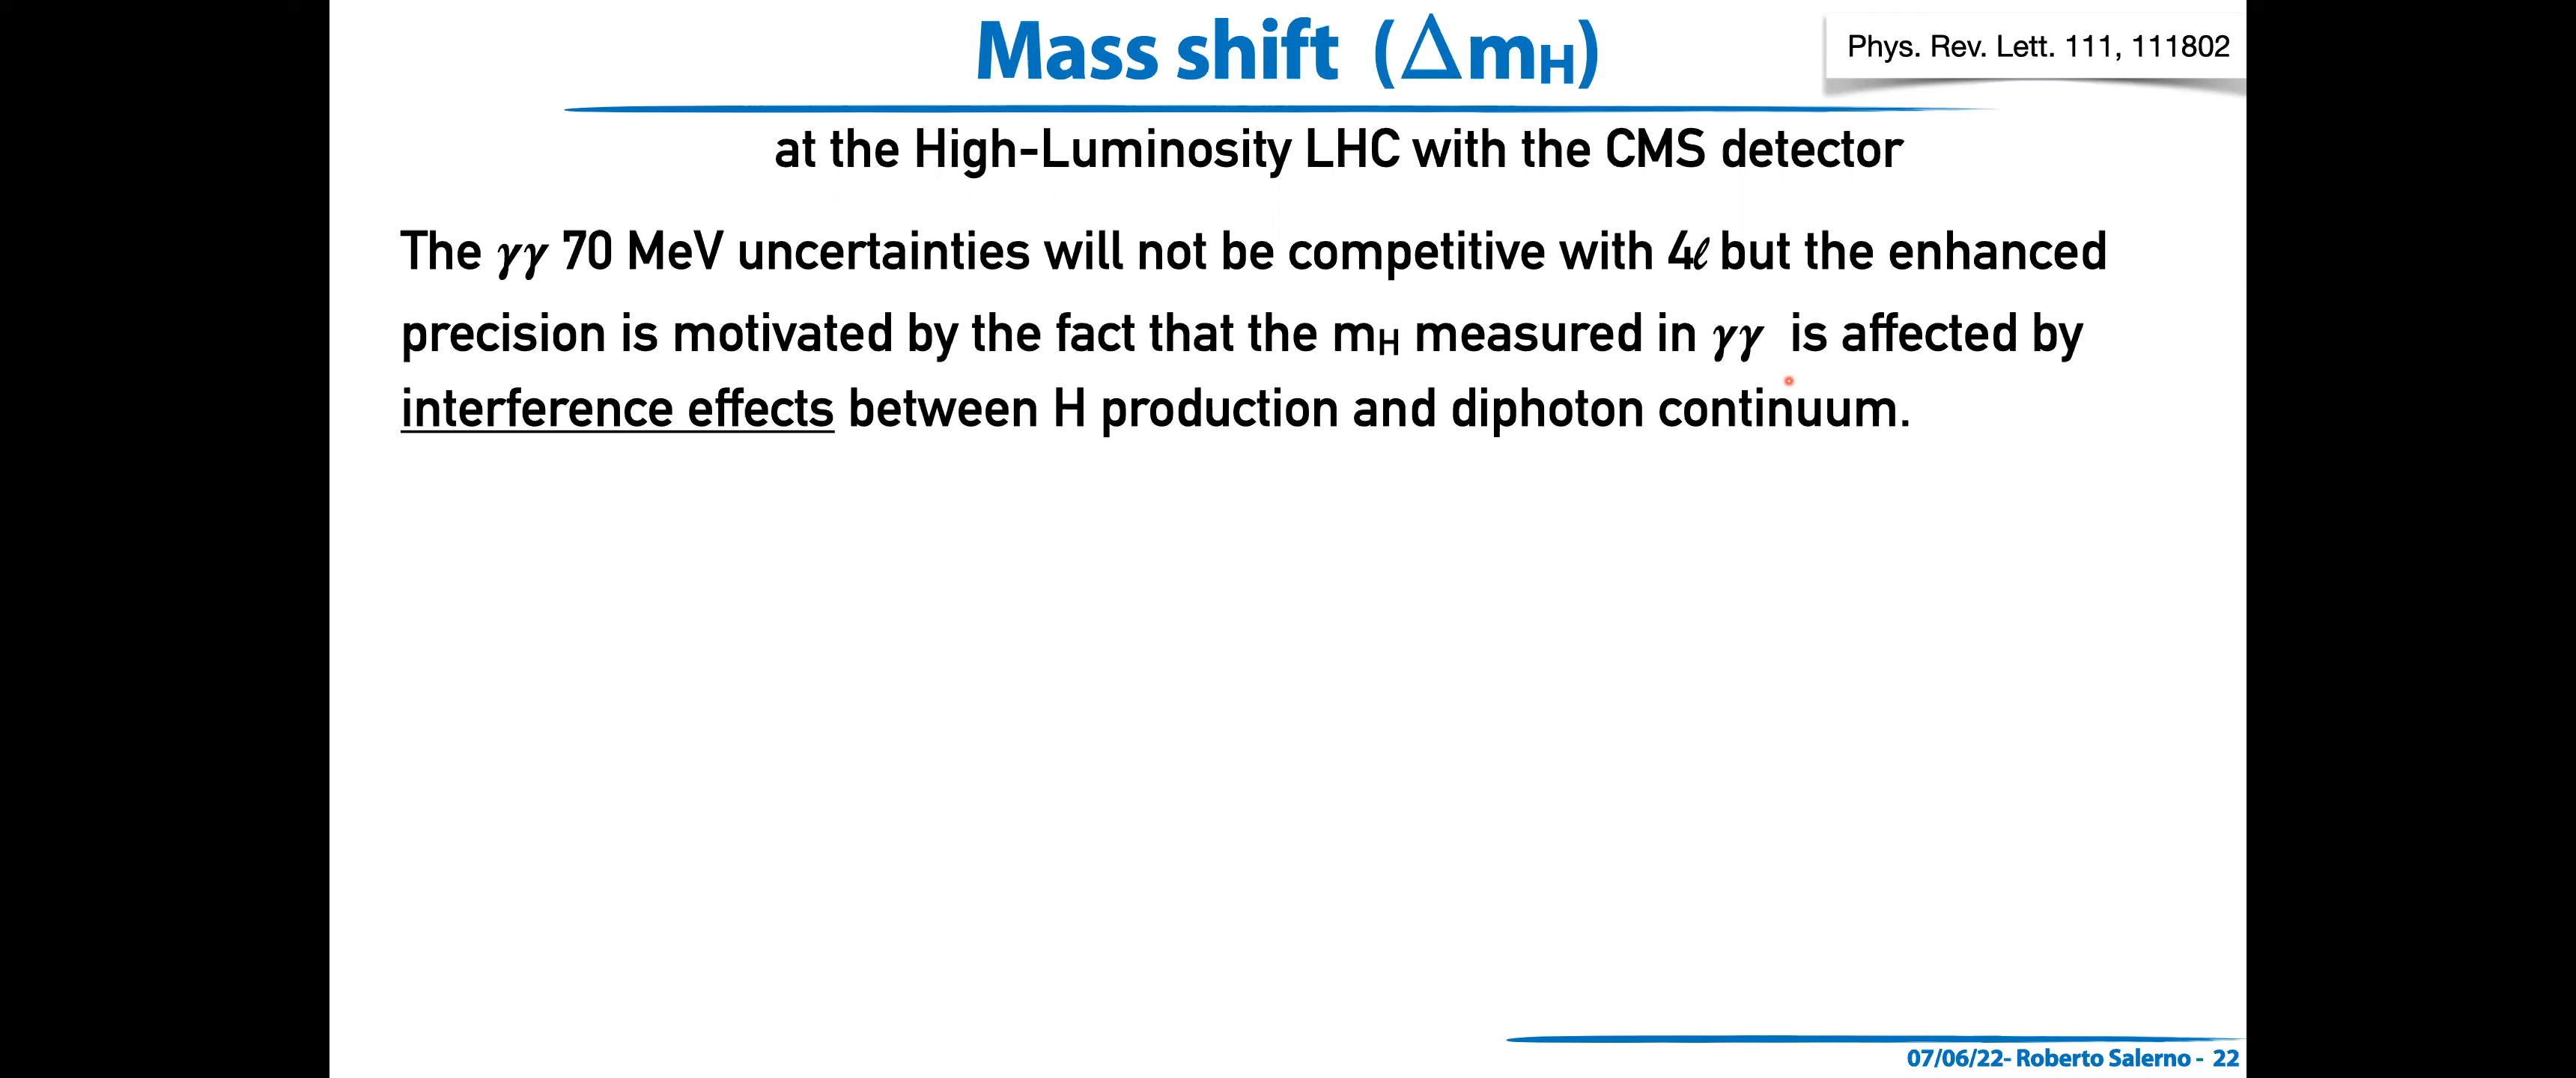 Mass shift (ΔmH)
Phys. Rev. Lett. 111, 111802
at the High-Luminosity LHC with the CMS detector
The γγ 70 MeV uncertainties will not be competitive with 4ℓ but the enhanced
precision is motivated by the fact that the mH measured in γγ is affected by
interference effects between H production and diphoton continuum.
07/06/22- Roberto Salerno - 22